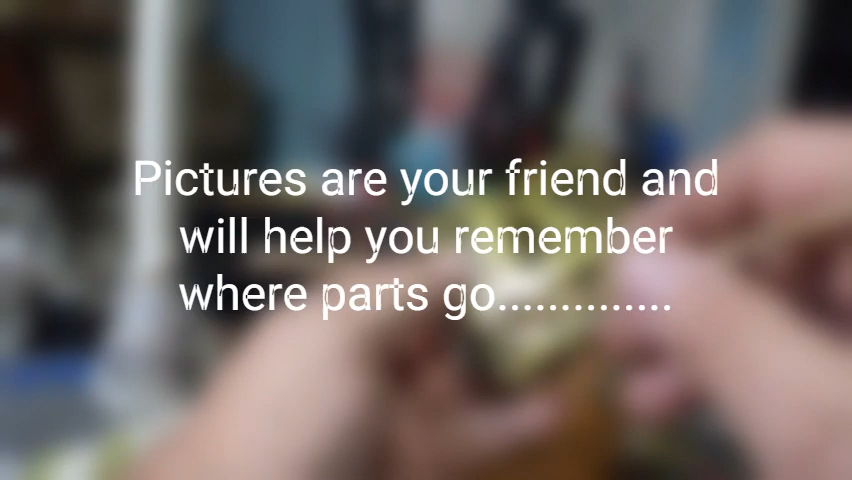 Pictures are your friend and
will help you remember
where parts go..............